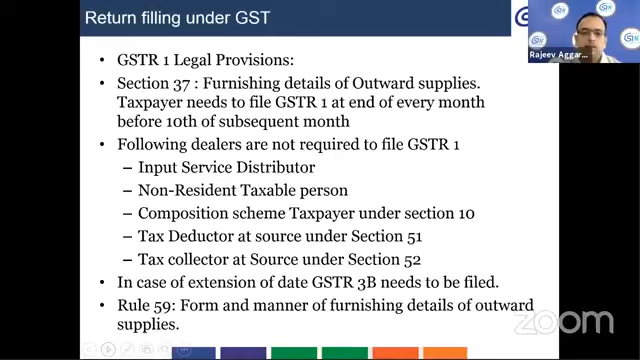 Return filling under GST
Rajeev Aggar...
• GSTR 1 Legal Provisions:
• Section 37 : Furnishing details of Outward supplies.
Taxpayer needs to file GSTR 1 at end of every month
before 10th of subsequent month
• Following dealers are not required to file GSTR 1
– Input Service Distributor
– Non-Resident Taxable person
– Composition scheme Taxpayer under section 10
– Tax Deductor at source under Section 51
– Tax collector at Source under Section 52
• In case of extension of date GSTR 3B needs to be filed.
• Rule 59: Form and manner of furnishing details of outward
supplies.
zoom